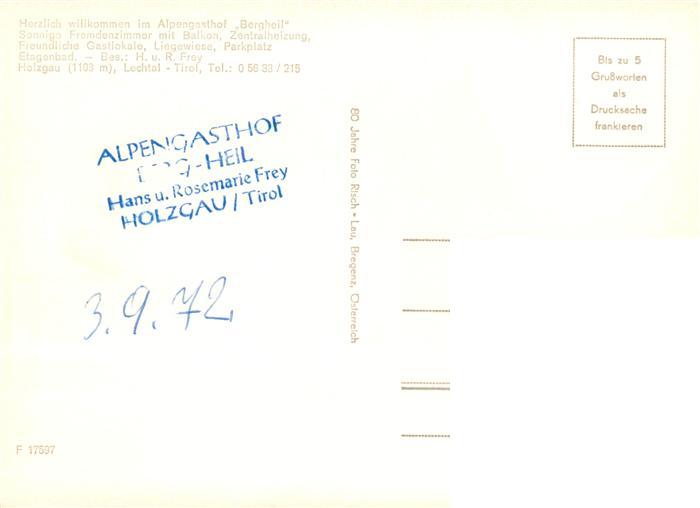 Herzlich willkommen im Alpengasthof „Bergheil"
Sonnige Fremdenzimmer mit Balkon, Zentralheizung,
Freundliche Gastlokale, Liegewiese, Parkplatz
Etagenbad. – Bes.: H. u. R. Frey
Holzgau (1103 m), Lechtal - Tirol, Tel.: 0 56 33 / 215
Bis zu 5
Grußworten
als
Drucksache
frankieren
ALPENGASTHOF
-HEIL
Hans u. Rosemarie Frey
HOLZGAU / Tirol
80 Jahre Foto Risch • Lau, Bregenz, Österreich
3.9.72
F 17597